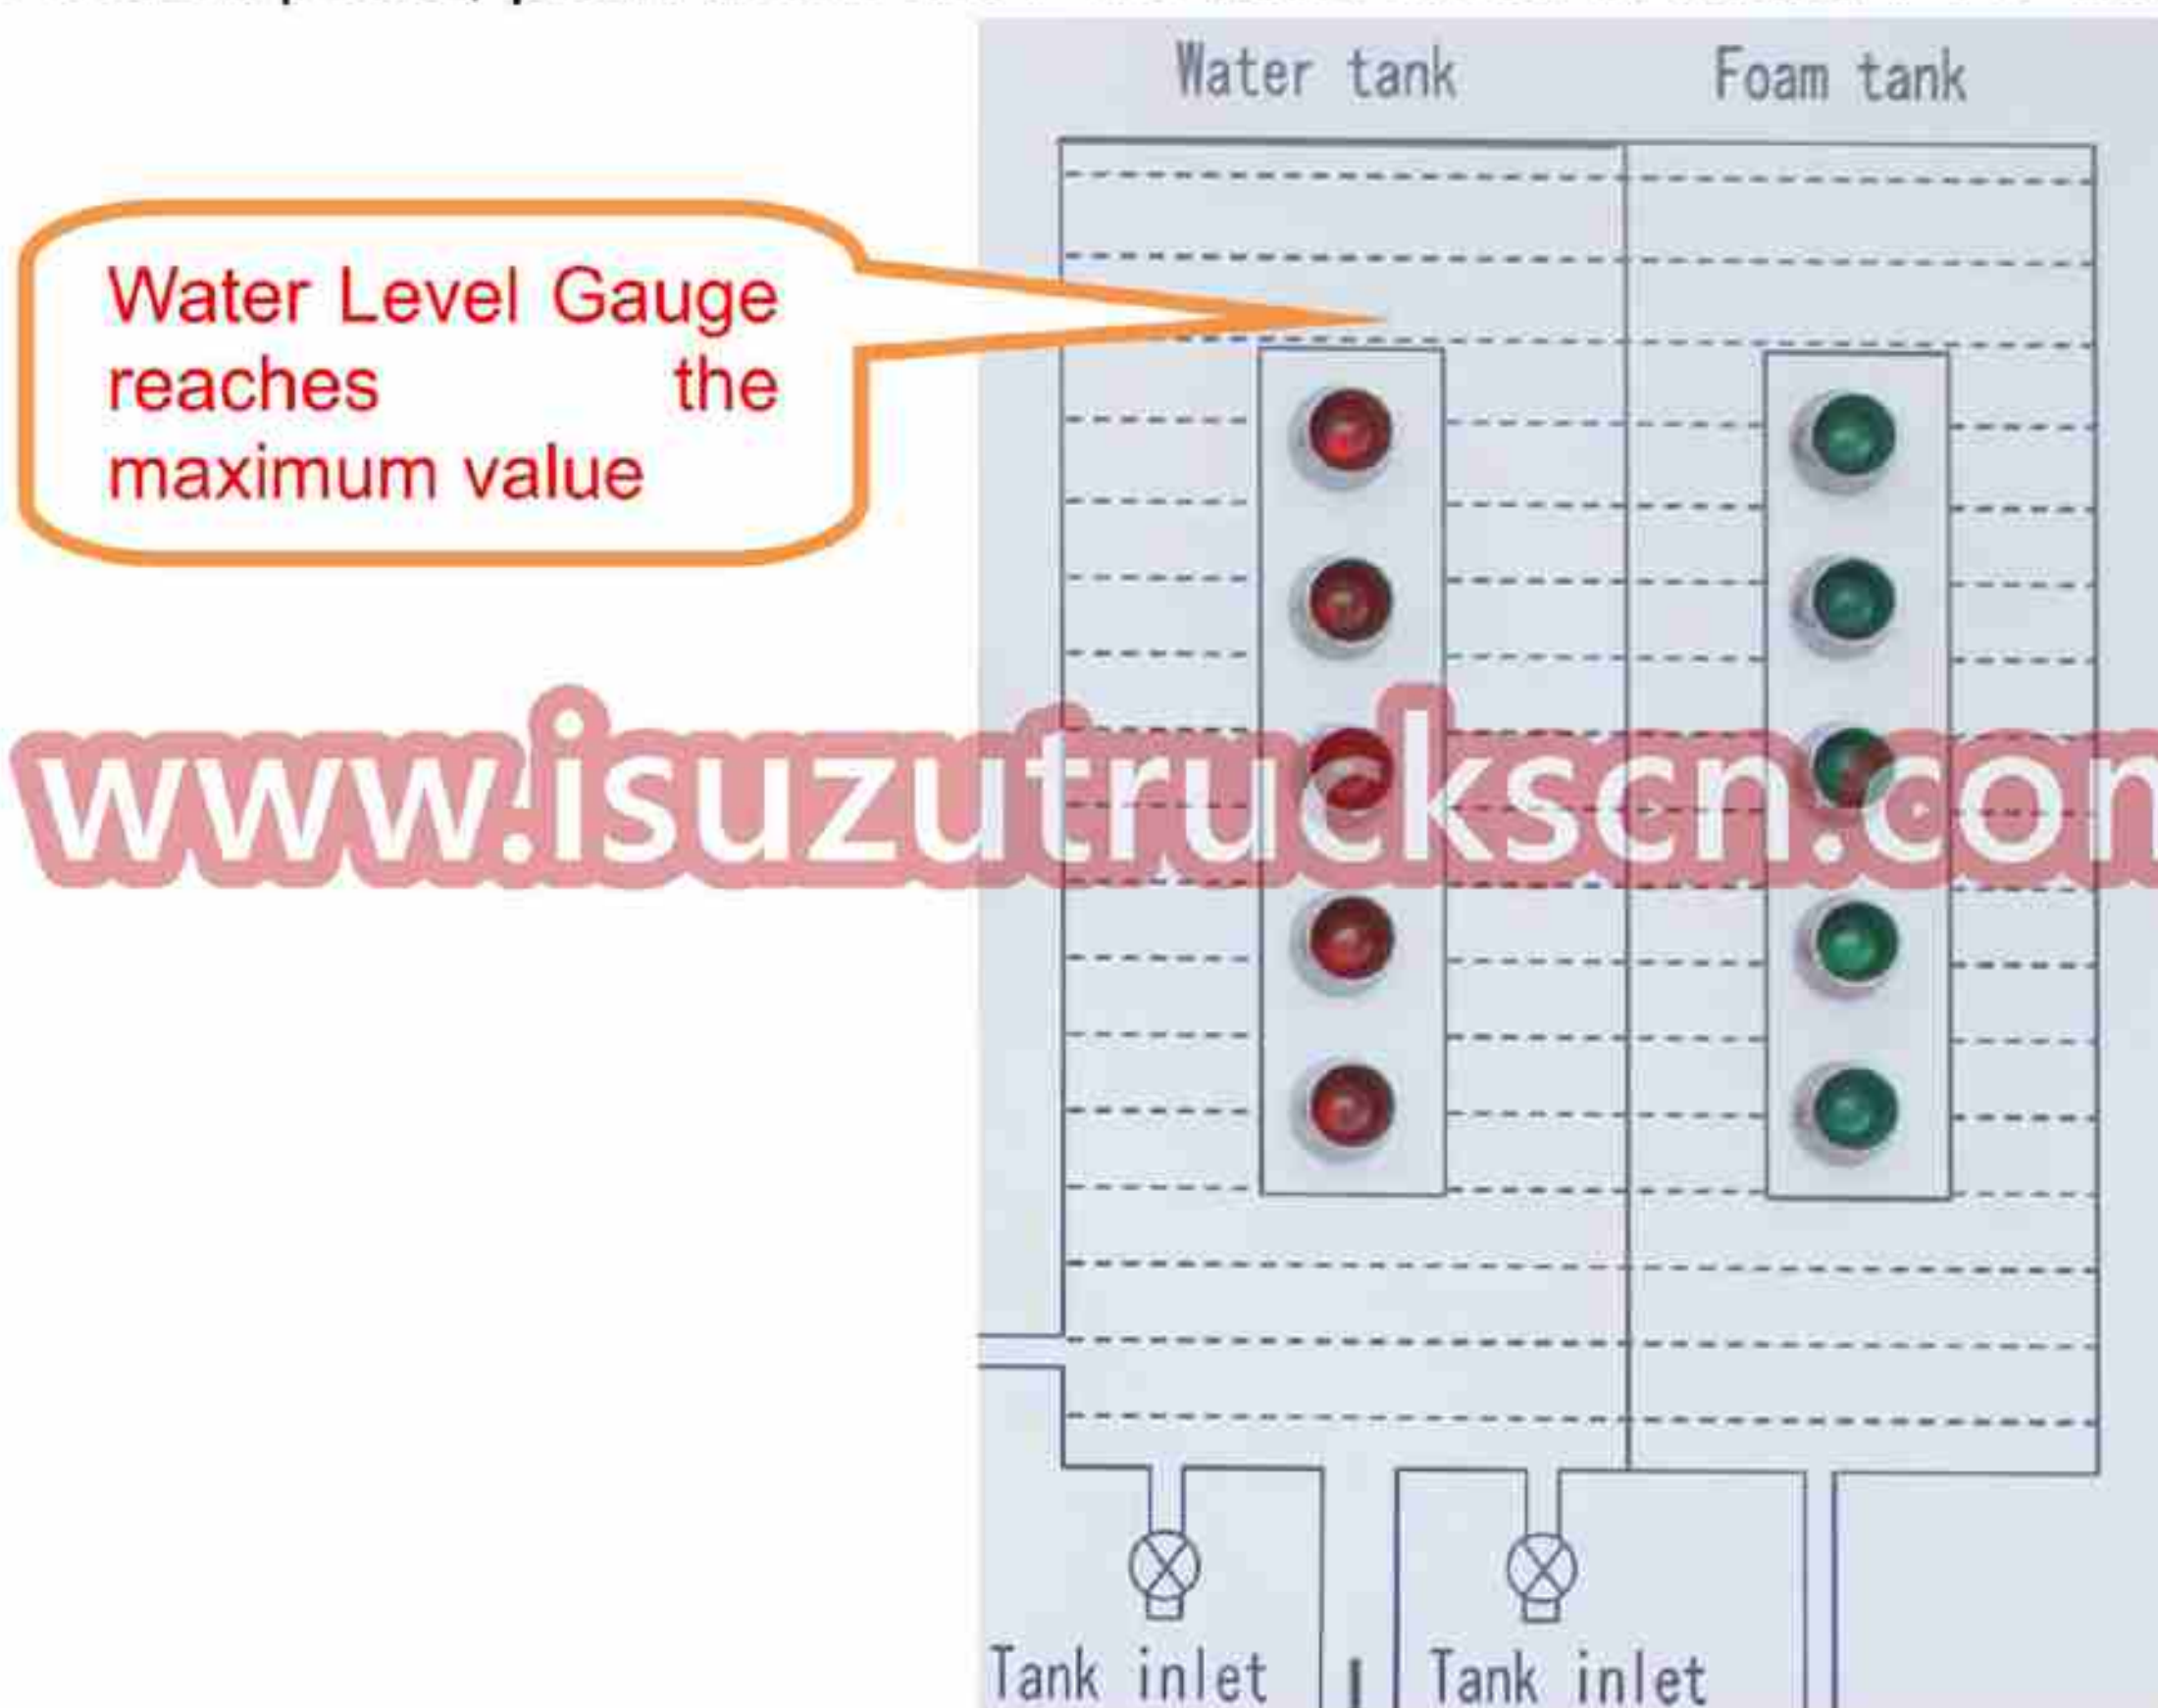 Water tank
Foam tank
Water Level Gauge
reaches the
maximum value
www.isuzutruckscn.com
Tank inlet
Tank inlet